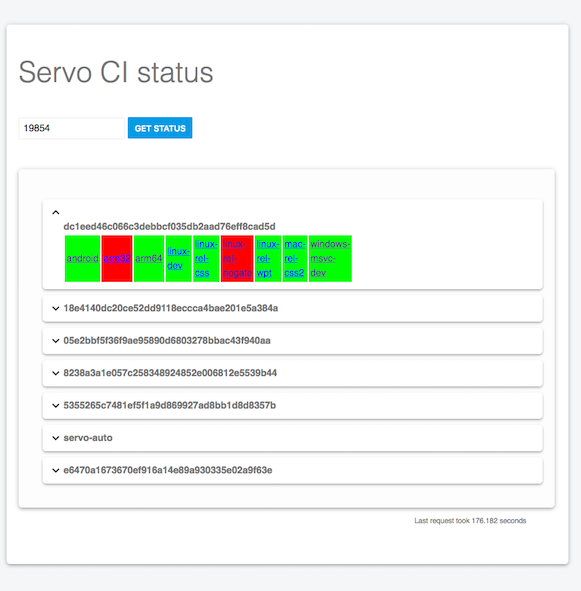 Servo CI status
19854
GET STATUS
dc1eed46c066c3debbcf035db2aad76eff8cad5d
android
arm32
arm64
linux-
dev
linux-
rel-
css
linux-
rel-
nogate
linux-
rel-
wpt
mac-
rel-
css2
windows-
msvc-
dev
18e4140dc20ce52dd9118eccca4bae201e5a384a
05e2bbf5f36f9ae95890d6803278bbac43f940aa
8238a3a1e057c258348924852e006812e5539b44
5355265c7481ef5f1a9d869927ad8bb1d8d8357b
servo-auto
e6470a1673670ef916a14e89a930335e02a9f63e
Last request took 176.182 seconds